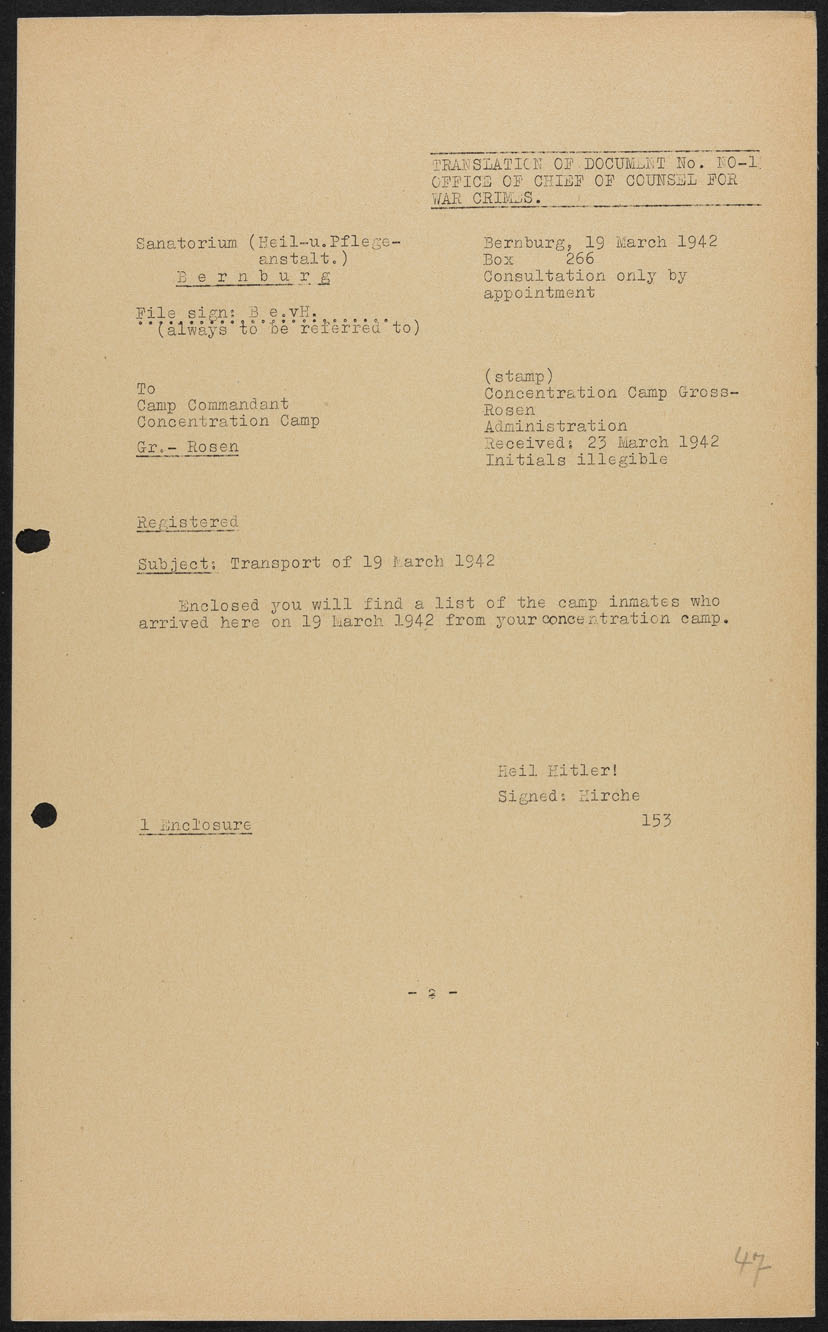 TRANSLATION OF DOCUMENT No. NO-1
OFFICE OF CHIEF OF COUNSEL FOR
WAR CRIMES.
Sanatorium (Heil-u.Pflege-
anstalt.)
B e r n b u r g
File sign: B e.vH.
(always to be referred to)
Bernburg, 19 March 1942
Box 266
Consultation only by
appointment
To
Camp Commandant
Concentration Camp
Gr.- Rosen
(stamp)
Concentration Camp Gross-
Rosen
Administration
Received: 23 March 1942
Initials illegible
Registered
Subject: Transport of 19 March 1942
Enclosed you will find a list of the camp inmates who
arrived here on 19 March 1942 from your concentration camp.
Heil Hitler!
Signed: Hirche
153
1 Enclosure
- 2 -
47